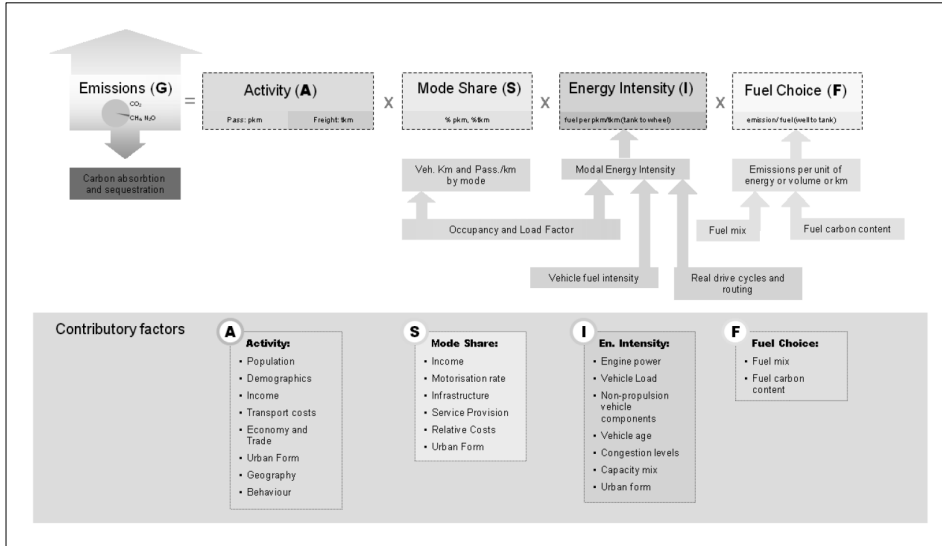 Emissions (G)
CO₂
CH₄ N₂O
=
Activity (A)
Pass: pkm
Freight: tkm
x
Mode Share (S)
% pkm, %tkm
x
Energy Intensity (I)
fuel per pkm/tkm(tank to wheel)
x
Fuel Choice (F)
emission/ fuel(well to tank)
Carbon absorbtion
and sequestration
Veh. Km and Pass./km
by mode
Modal Energy Intensity
Emissions per unit of
energy or volume or km
Occupancy and Load Factor
Fuel mix
Fuel carbon content
Vehicle fuel intensity
Real drive cycles and
routing
Contributory factors
A
Activity:
• Population
• Demographics
• Income
• Transport costs
• Economy and
Trade
• Urban Form
• Geography
• Behaviour
S
Mode Share:
• Income
• Motorisation rate
• Infrastructure
• Service Provision
• Relative Costs
• Urban Form
I
En. Intensity:
• Engine power
• Vehicle Load
• Non-propulsion
vehicle
components
• Vehicle age
• Congestion levels
• Capacity mix
• Urban form
F
Fuel Choice:
• Fuel mix
• Fuel carbon
content